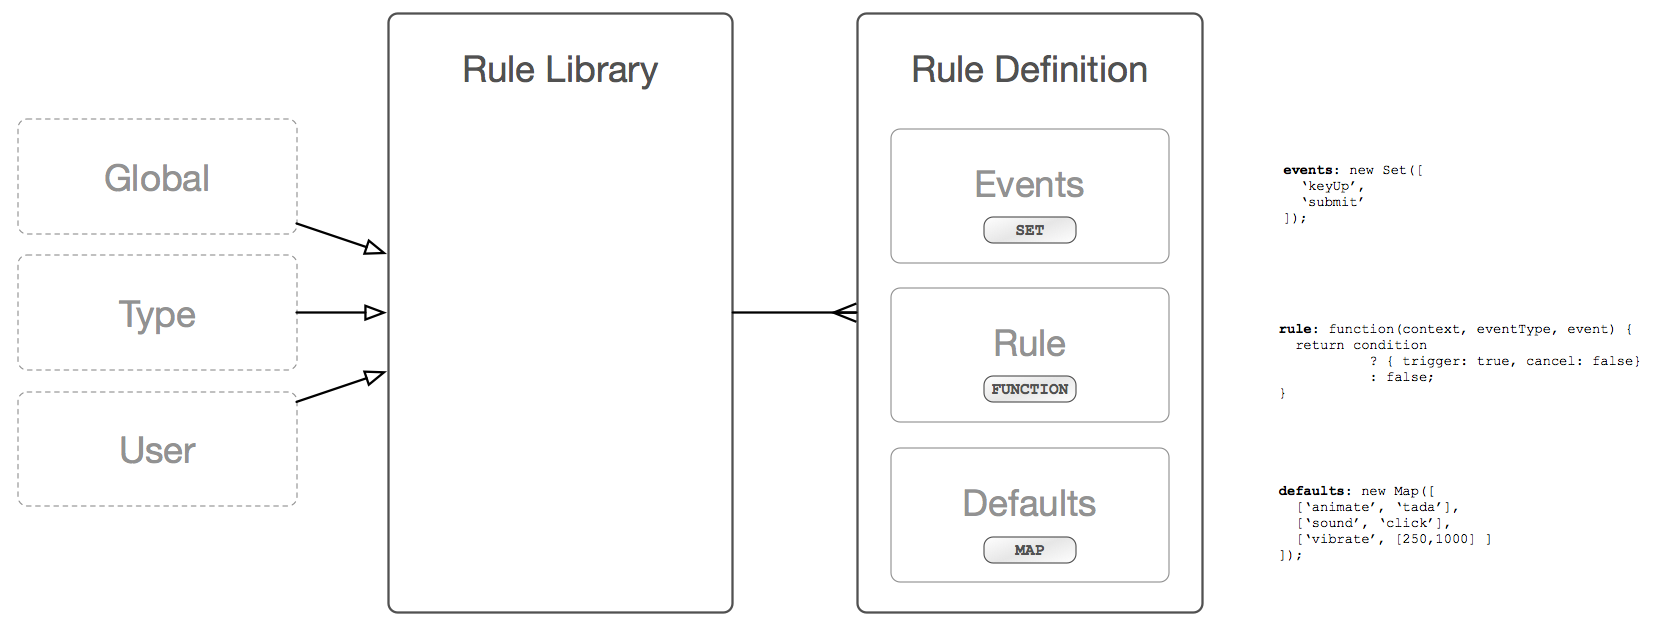 Rule Library
Rule Definition
Global
Type
User
Events
SET
Rule
FUNCTION
Defaults
MAP
events: new Set([
‘keyUp’,
‘submit’
]);
rule: function(context, eventType, event) {
return condition
? { trigger: true, cancel: false}
: false;
}
defaults: new Map([
[‘animate’, ‘tada’],
[‘sound’, ‘click’],
[‘vibrate’, [250,1000] ]
]);